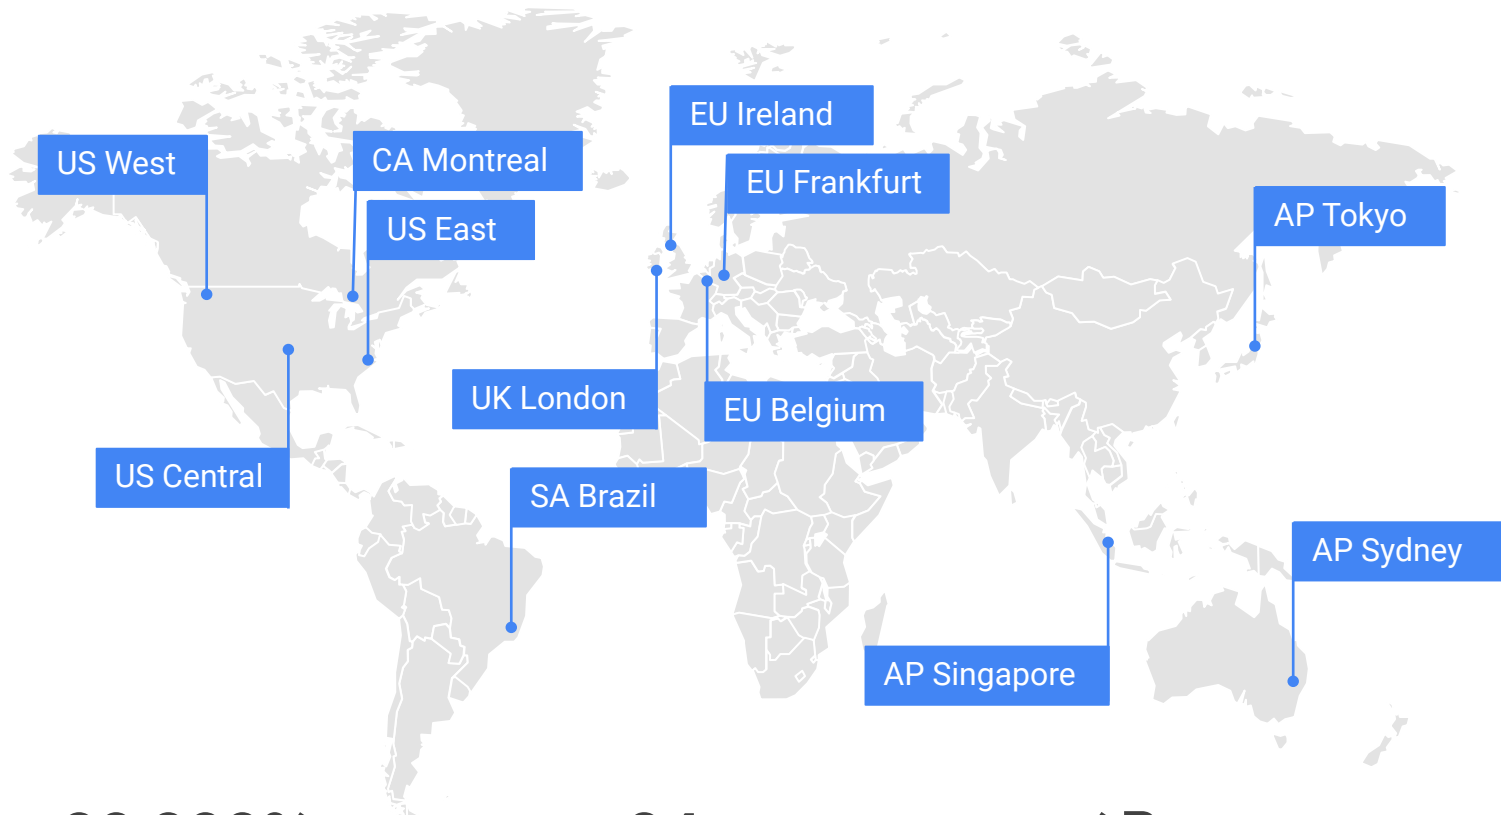 EU Ireland
US West
CA Montreal
EU Frankfurt
US East
AP Tokyo
UK London
EU Belgium
US Central
SA Brazil
AP Sydney
AP Singapore